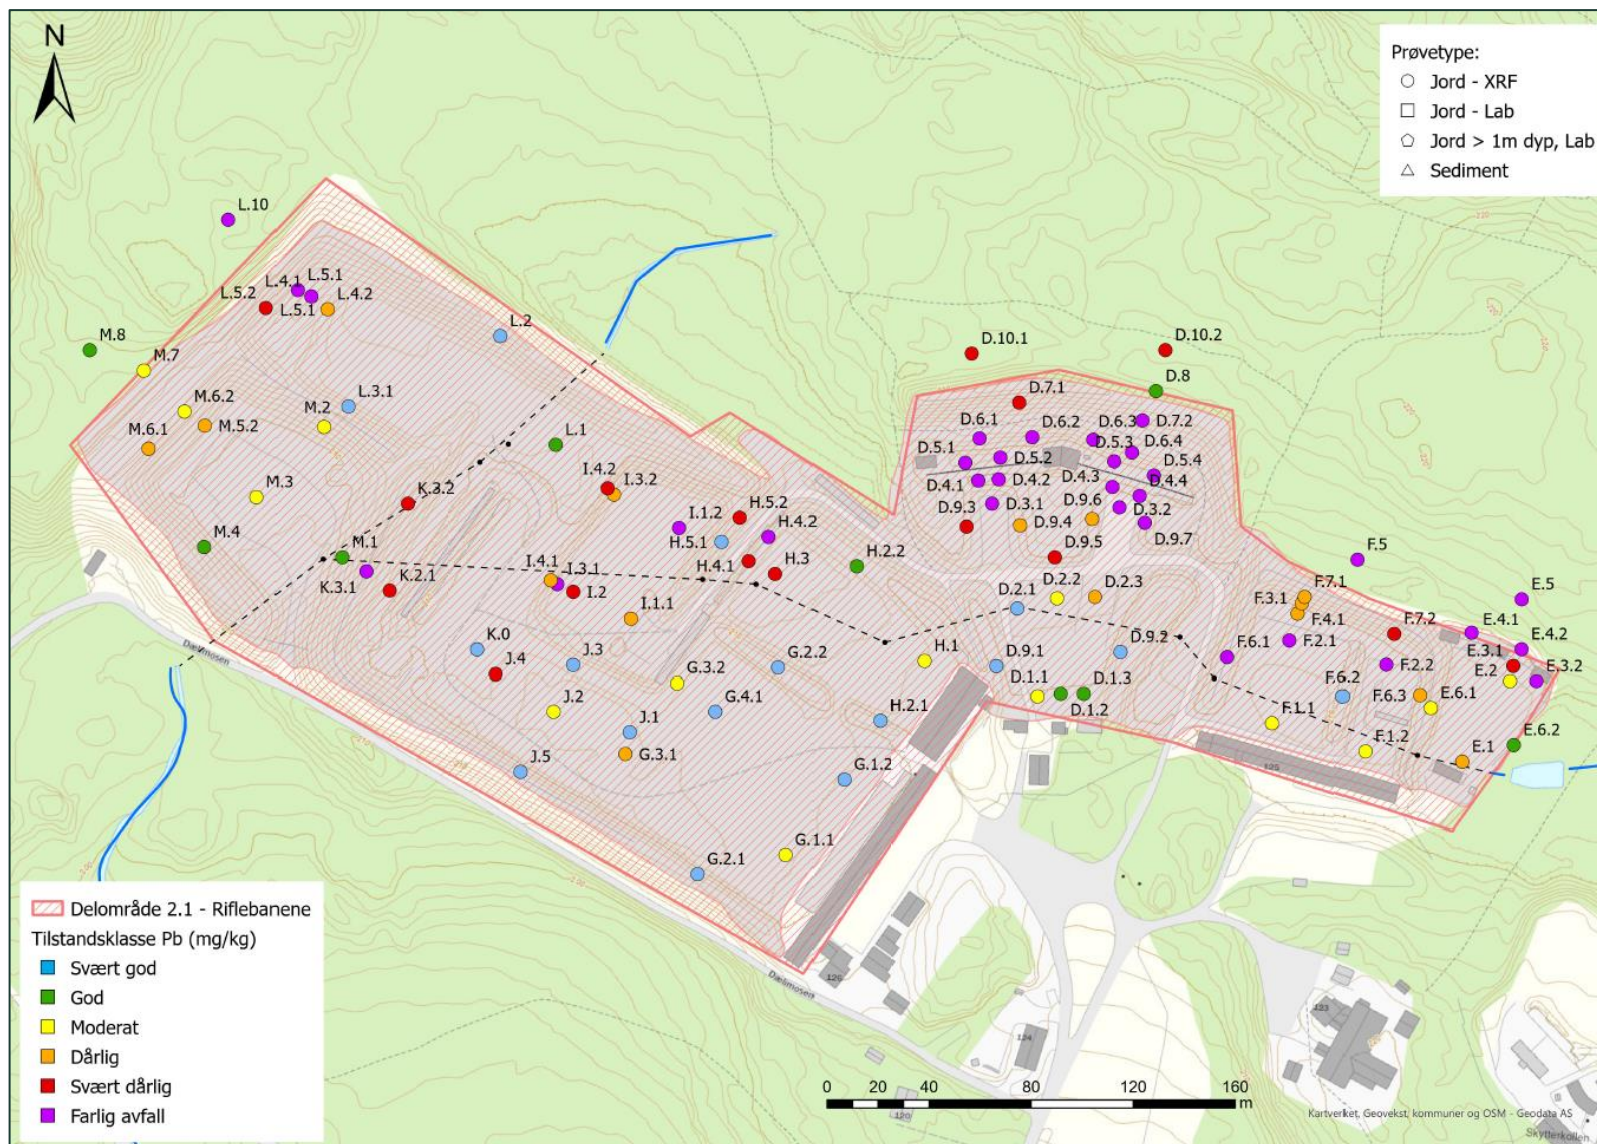 N
Prøvetype:
Jord - XRF
Jord - Lab
Jord > 1m dyp, Lab
Sediment
L.10
L.4.1
L.5.1
L.5.2
L.5.1
L.4.2
M.8
M.7
L.2
L.3.1
M.6.2
M.2
M.5.2
M.6.1
L.1
M.3
K.3.2
I.4.2
I.3.2
M.4
M.1
K.3.1
K.2.1
I.4.1
I.3.1
I.2
I.1.1
I.1.2
H.5.2
H.5.1
H.4.2
H.4.1
H.3
H.2.2
D.10.1
D.10.2
D.8
D.7.1
D.6.1
D.6.2
D.6.3
D.7.2
D.5.1
D.5.2
D.5.3
D.6.4
D.5.4
D.4.1
D.4.2
D.4.3
D.4.4
D.9.3
D.3.1
D.9.6
D.3.2
D.9.4
D.9.5
D.9.7
D.2.1
D.2.2
D.2.3
D.9.1
D.9.2
D.1.1
D.1.2
D.1.3
F.5
F.7.1
F.3.1
F.4.1
F.7.2
F.6.1
F.2.1
F.2.2
F.6.2
F.6.3
F.1.1
F.1.2
E.5
E.4.1
E.4.2
E.3.1
E.2
E.3.2
E.6.1
E.6.2
E.1
K.0
J.4
J.3
J.2
J.1
J.5
G.3.2
G.2.2
G.4.1
G.3.1
H.1
H.2.1
G.1.2
G.1.1
G.2.1
Dælimosen
Dælimosen
125
126
124
123
120
Delområde 2.1 - Riflebanene
Tilstandsklasse Pb (mg/kg)
Svært god
God
Moderat
Dårlig
Svært dårlig
Farlig avfall
0 20 40 80 120 160
m
Kartverket, Geovekst, kommuner og OSM - Geodata AS
Skytterkollen